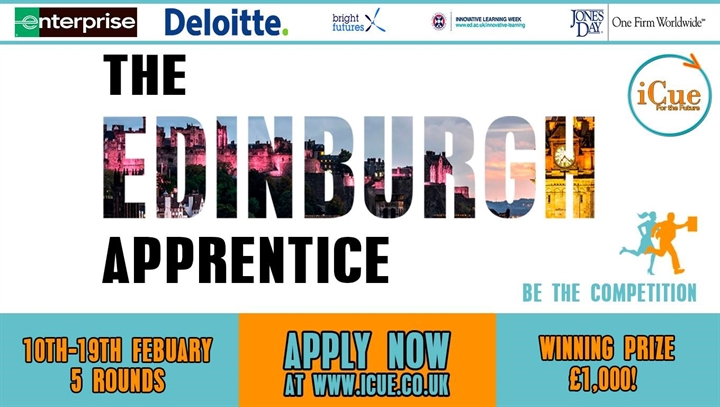 enterprise
Deloitte.
bright
futures
INNOVATIVE LEARNING WEEK
www.ed.ac.uk/innovative-learning
JONES
DAY
One Firm Worldwide℠
iCue
For the Future
THE
EDINBURGH
APPRENTICE
BE THE COMPETITION
10TH-19TH FEBUARY
5 ROUNDS
APPLY NOW
AT WWW.ICUE.CO.UK
WINNING PRIZE
£1,000!